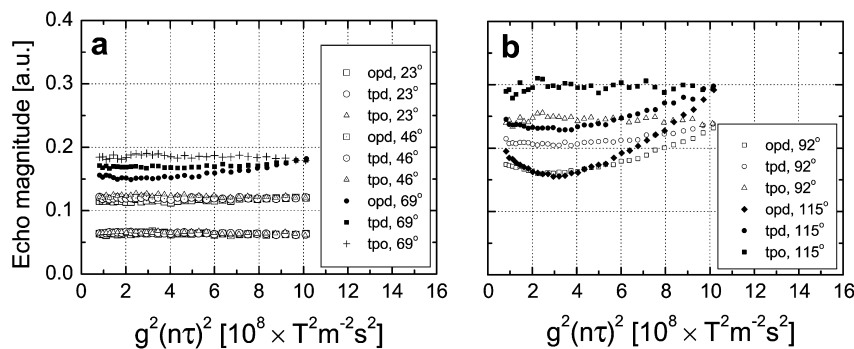 a
b
Echo magnitude [a.u.]
0.4
0.3
0.2
0.1
0.0
0 2 4 6 8 10 12 14 16
g²(nτ)² [10⁸ × T²m⁻²s²]
opd, 23°
tpd, 23°
tpo, 23°
opd, 46°
tpd, 46°
tpo, 46°
opd, 69°
tpd, 69°
tpo, 69°
0 2 4 6 8 10 12 14 16
g²(nτ)² [10⁸ × T²m⁻²s²]
opd, 92°
tpd, 92°
tpo, 92°
opd, 115°
tpd, 115°
tpo, 115°